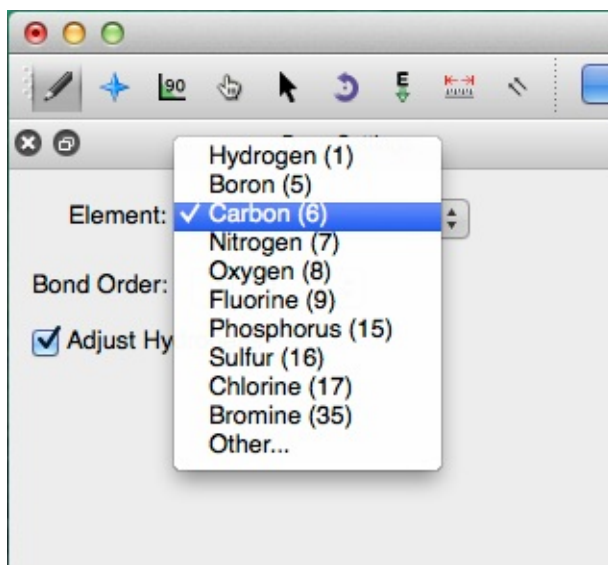 90
E
Element:
Hydrogen (1)
Boron (5)
✓ Carbon (6)
Nitrogen (7)
Oxygen (8)
Fluorine (9)
Phosphorus (15)
Sulfur (16)
Chlorine (17)
Bromine (35)
Other...
Bond Order:
Adjust Hy